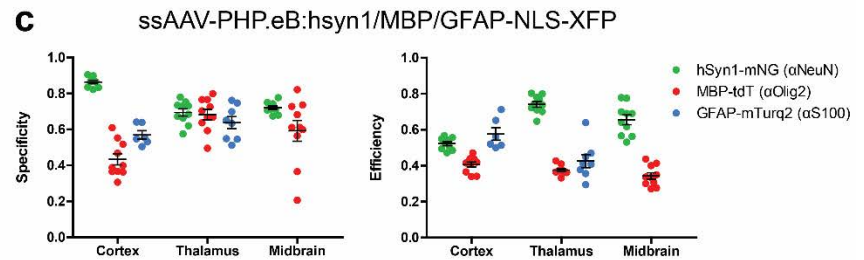 C
ssAAV-PHP.eB:hsyn1/MBP/GFAP-NLS-XFP
Specificity
1.0
0.8
0.6
0.4
0.2
0.0
Cortex Thalamus Midbrain
Efficiency
1.0
0.8
0.6
0.4
0.2
0.0
Cortex Thalamus Midbrain
hSyn1-mNG (αNeuN)
MBP-tdT (αOlig2)
GFAP-mTurq2 (αS100)